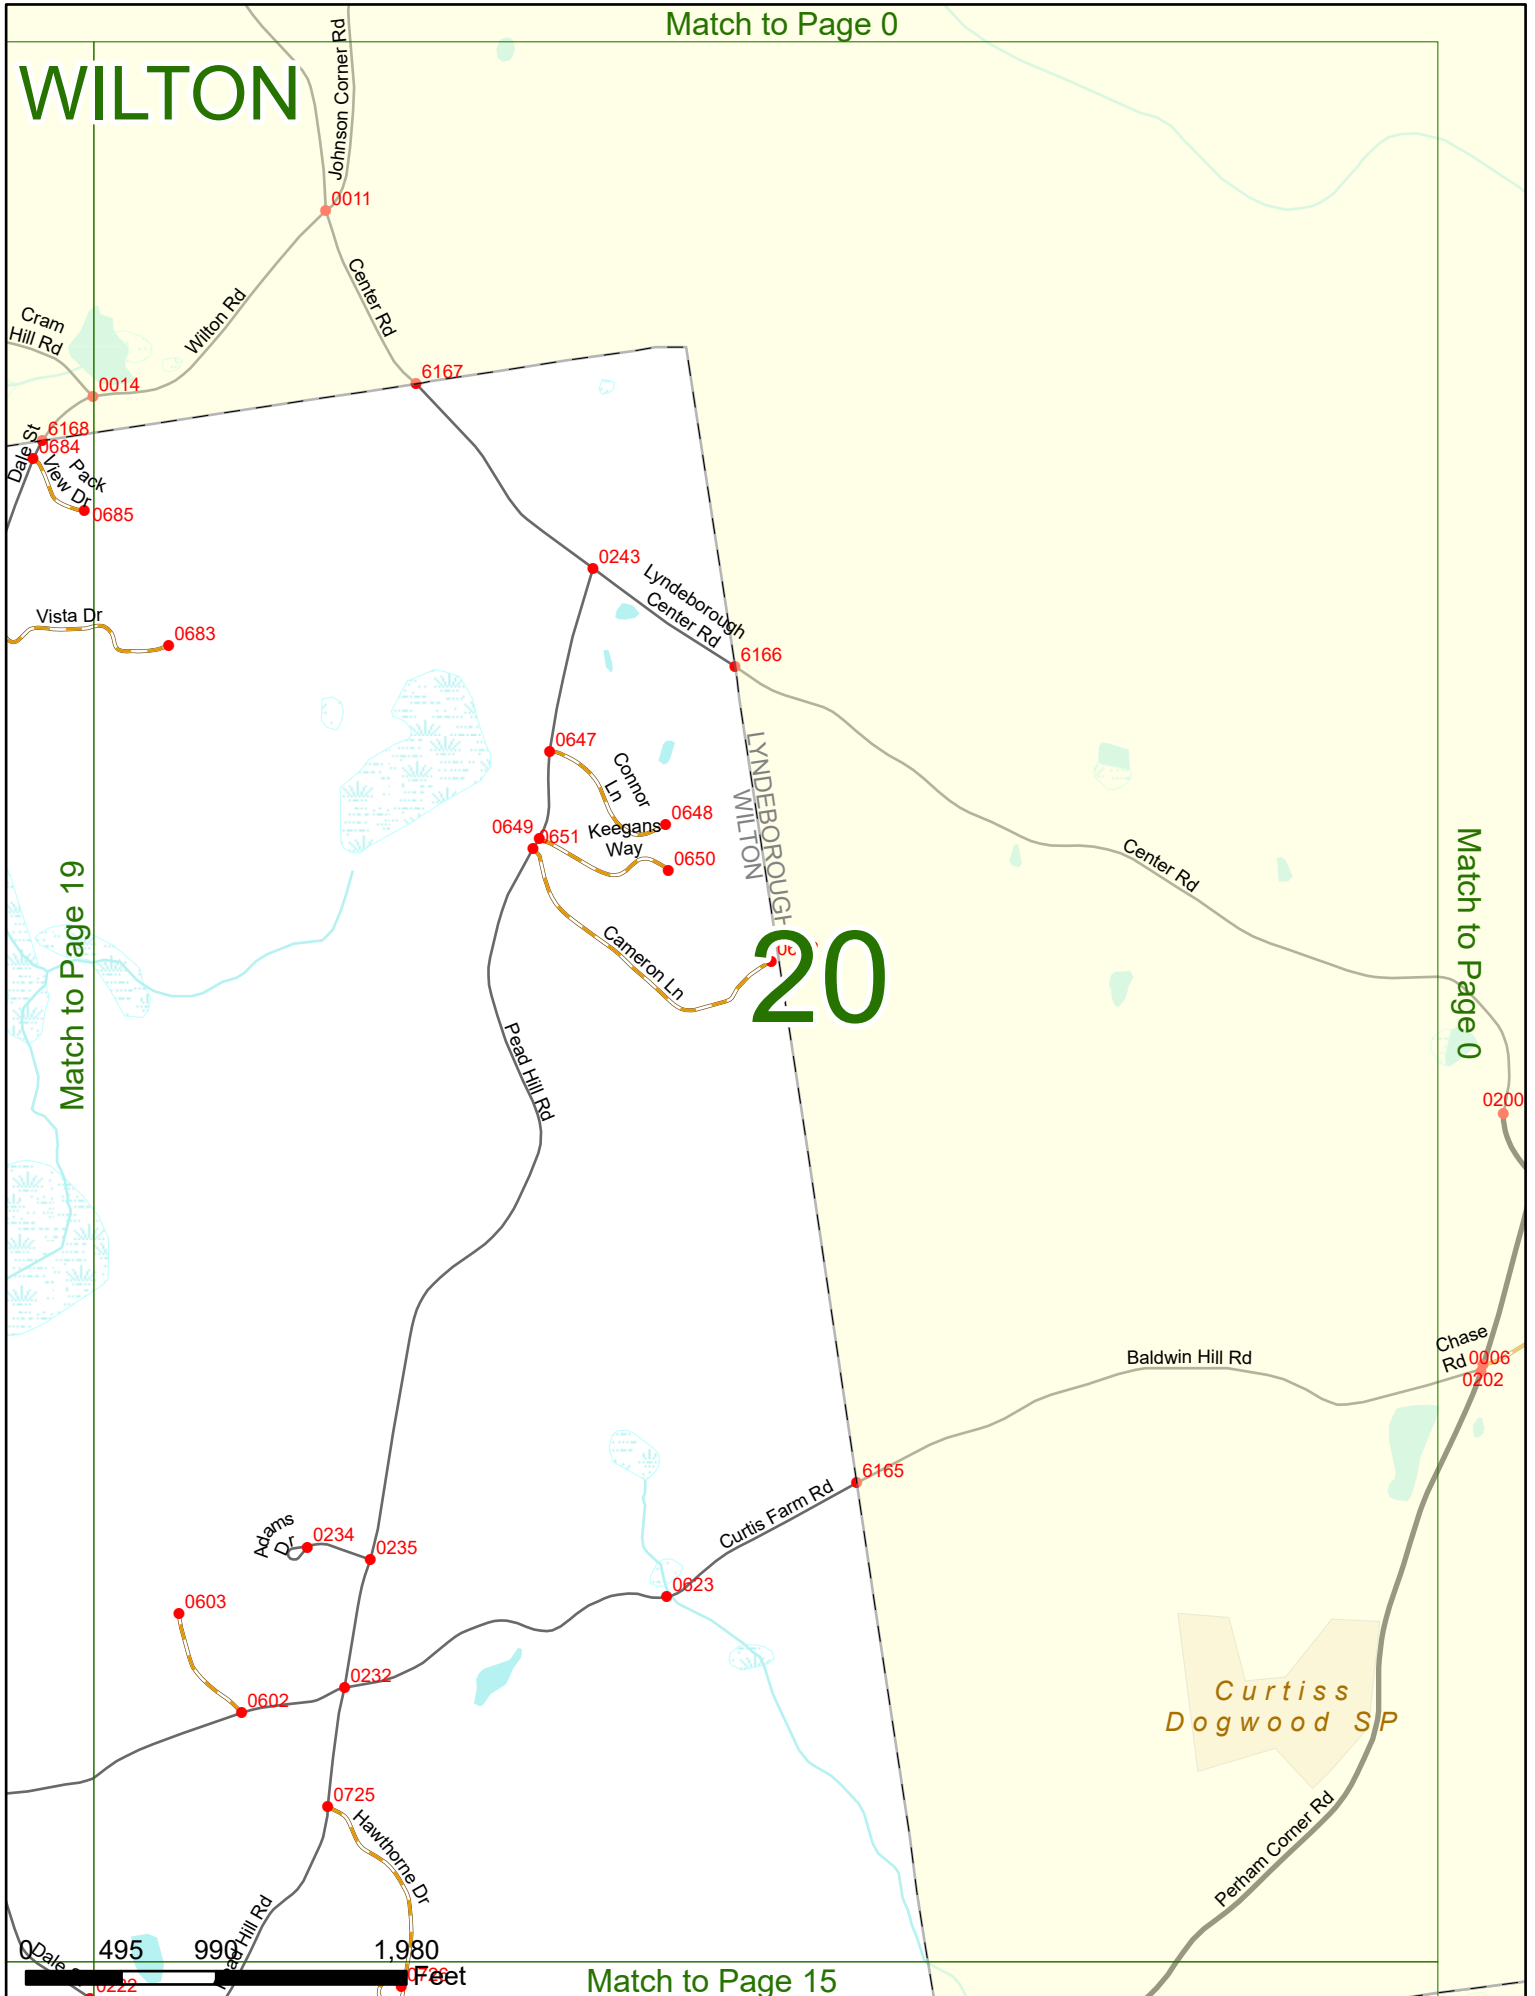 Match to Page 0
WILTON
Johnson Corner Rd
0011
Center Rd
Wilton Rd
Cram
Hill Rd
0014
6167
6168
0684
Dale St
Pack
View Dr
0685
0243
Lyndeborough
Center Rd
Vista Dr
0683
6166
0647
Connor
Ln
LYNDEBOROUGH
WILTON
0648
0649
0651
Keegans
Way
0650
Center Rd
Match to Page 19
Match to Page 0
Cameron Ln
20
Pead Hill Rd
0200
Chase
Rd
0006
0202
Baldwin Hill Rd
6165
Curtis Farm Rd
Adams
Dr
0234
0235
0623
0603
0232
0602
Curtiss
Dogwood SP
0725
Hawthorne Dr
Perham Corner Rd
Hill Rd
0 495 990 1,980
Feet
Dale
0222
0726
Match to Page 15